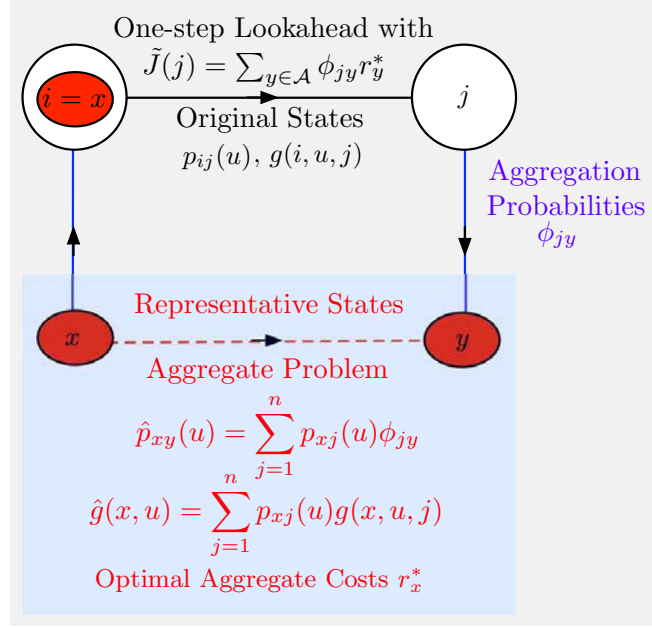 One-step Lookahead with
J̃(j) = ∑_{y∈𝒜} ϕ_{jy} r*_y
i = x
j
Original States
p_{ij}(u), g(i, u, j)
Aggregation
Probabilities
ϕ_{jy}
Representative States
x
y
Aggregate Problem
p̂_{xy}(u) = ∑_{j=1}^{n} p_{xj}(u)ϕ_{jy}
ĝ(x, u) = ∑_{j=1}^{n} p_{xj}(u)g(x, u, j)
Optimal Aggregate Costs r*_x